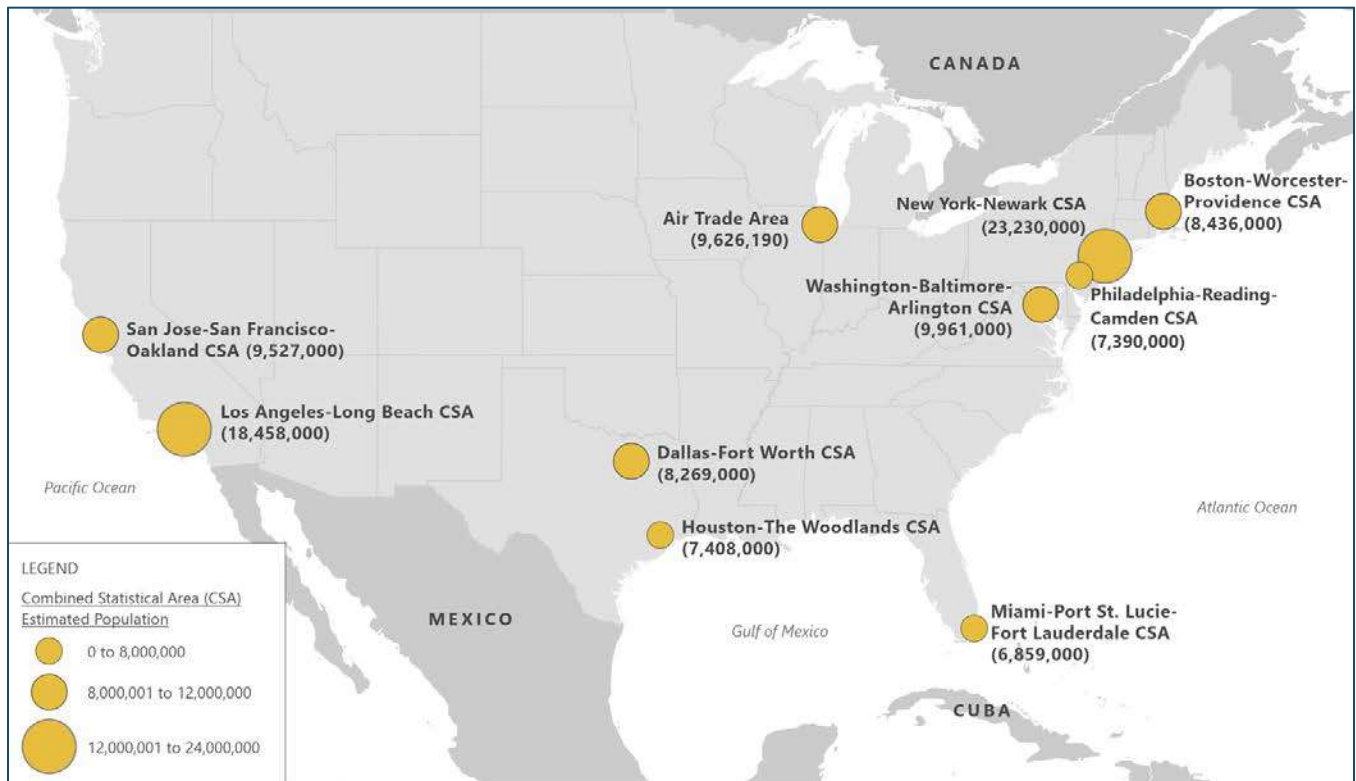 CANADA
Boston-Worcester-
Providence CSA
(8,436,000)
New York-Newark CSA
(23,230,000)
Air Trade Area
(9,626,190)
Washington-Baltimore-
Arlington CSA
(9,961,000)
Philadelphia-Reading-
Camden CSA
(7,390,000)
San Jose-San Francisco-
Oakland CSA (9,527,000)
Los Angeles-Long Beach CSA
(18,458,000)
Dallas-Fort Worth CSA
(8,269,000)
Pacific Ocean
Atlantic Ocean
Houston-The Woodlands CSA
(7,408,000)
MEXICO
Gulf of Mexico
Miami-Port St. Lucie-
Fort Lauderdale CSA
(6,859,000)
CUBA
LEGEND
Combined Statistical Area (CSA)
Estimated Population
0 to 8,000,000
8,000,001 to 12,000,000
12,000,001 to 24,000,000